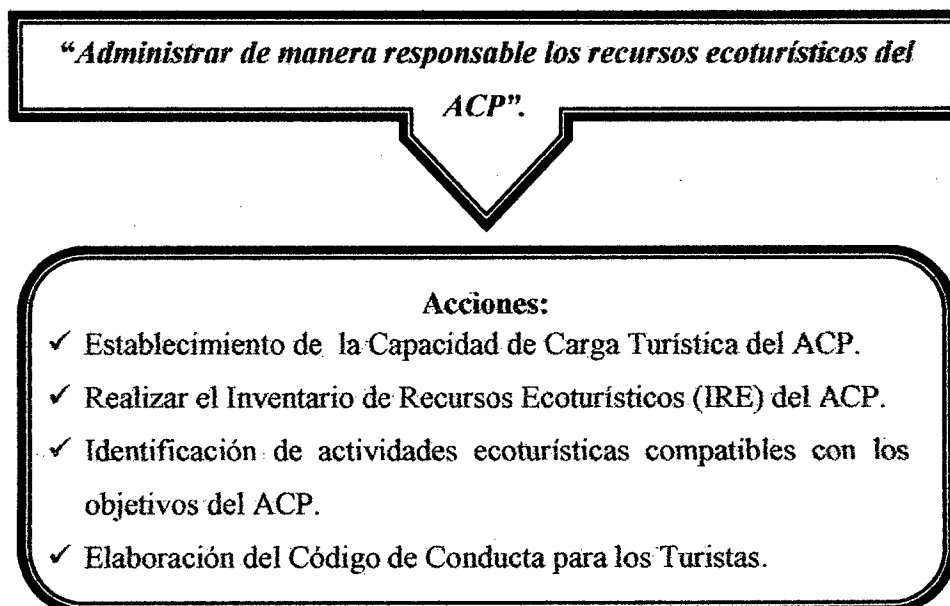 “Administrar de manera responsable los recursos ecoturísticos del
ACP”.
Acciones:
✓ Establecimiento de la Capacidad de Carga Turística del ACP.
✓ Realizar el Inventario de Recursos Ecoturísticos (IRE) del ACP.
✓ Identificación de actividades ecoturísticas compatibles con los
objetivos del ACP.
✓ Elaboración del Código de Conducta para los Turistas.